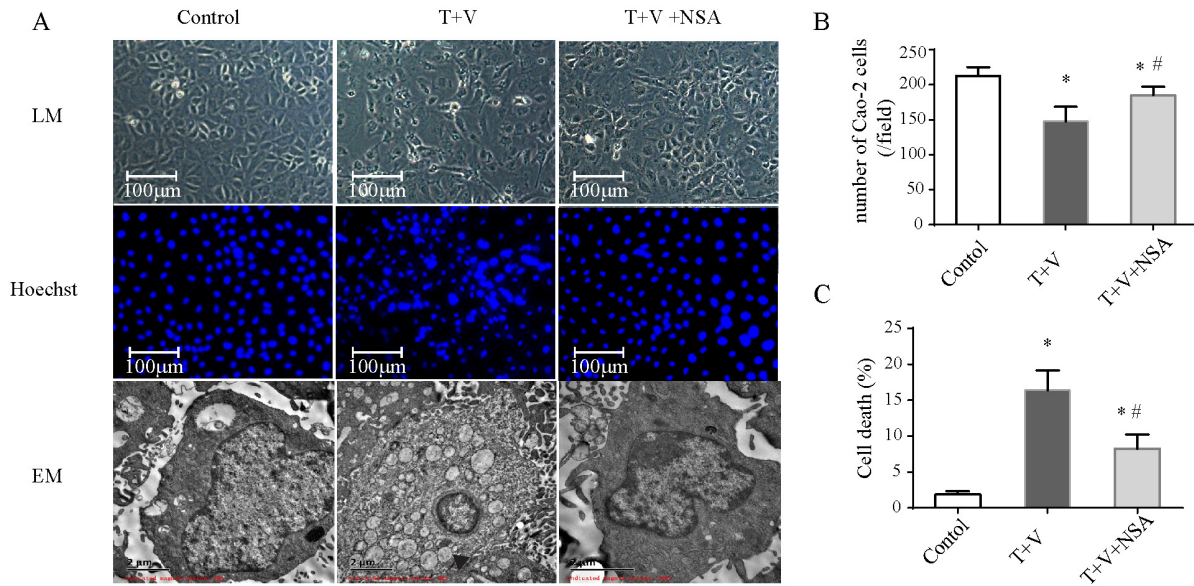 A
Control
T+V
T+V +NSA
LM
100μm
100μm
100μm
Hoechst
100μm
100μm
100μm
EM
2 μm
2 μm
2 μm
B
number of Cao-2 cells
(/field)
250
200
150
100
50
0
*
* #
Contol
T+V
T+V+NSA
C
Cell death (%)
25
20
15
10
5
0
*
* #
Contol
T+V
T+V+NSA